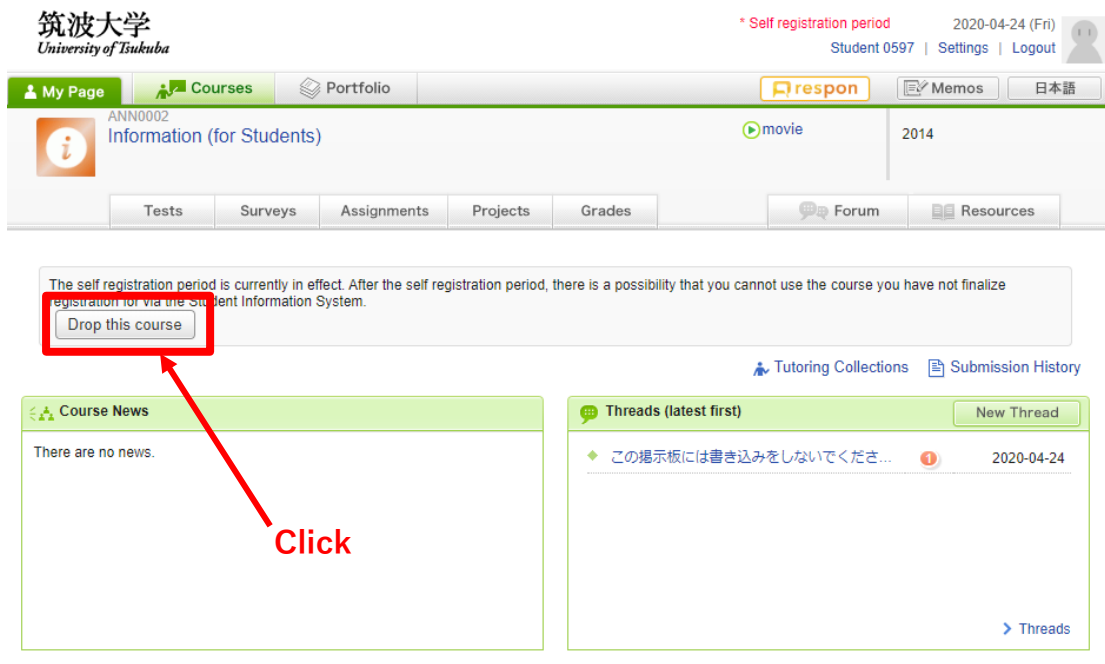 筑波大学
University of Tsukuba
* Self registration period 2020-04-24 (Fri)
Student 0597 | Settings | Logout
My Page Courses Portfolio respon Memos 日本語
ANN0002
Information (for Students)
movie 2014
Tests Surveys Assignments Projects Grades Forum Resources
The self registration period is currently in effect. After the self registration period, there is a possibility that you cannot use the course you have not finalize
registration for via the Student Information System.
Drop this course
Tutoring Collections Submission History
Course News
There are no news.
Threads (latest first) New Thread
この掲示板には書き込みをしないでくださ... 1 2020-04-24
Click
Threads